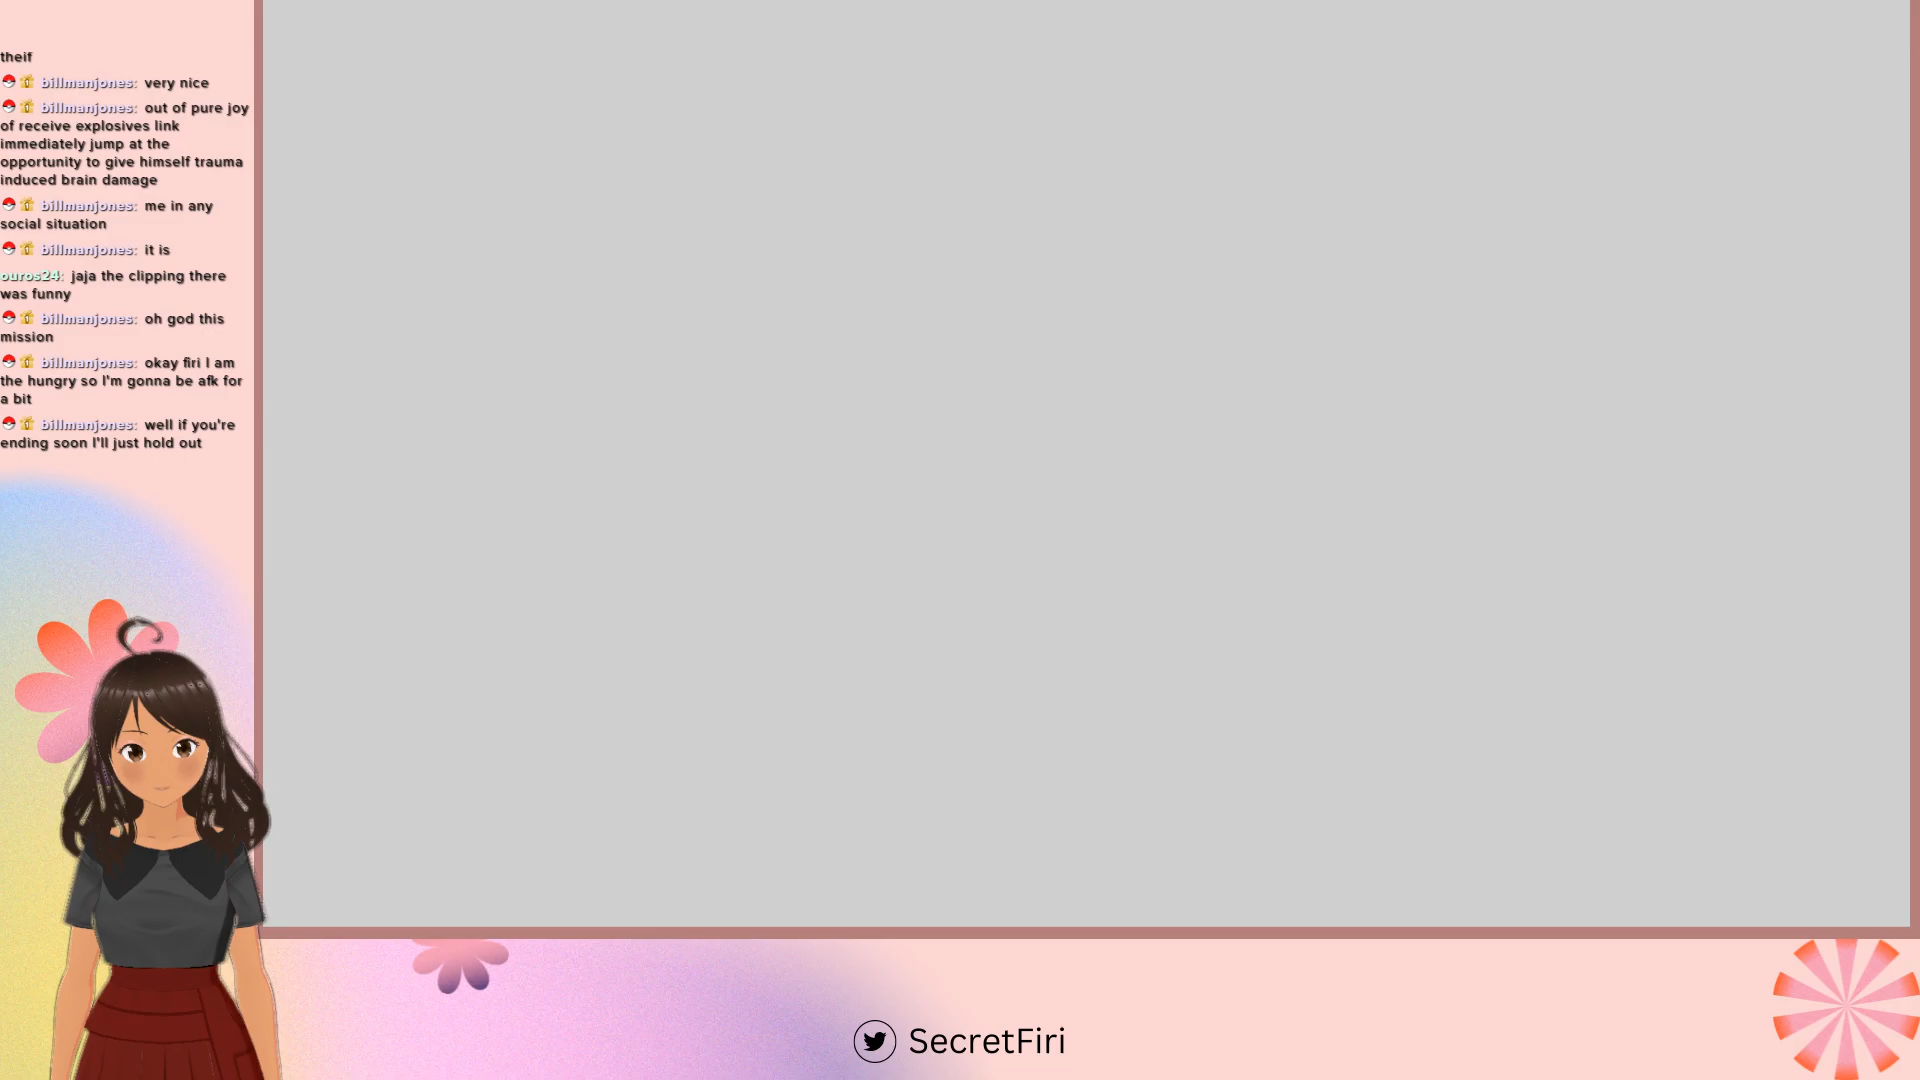 theif
billmanjones: very nice
billmanjones: out of pure joy
of receive explosives link
immediately jump at the
opportunity to give himself trauma
induced brain damage
billmanjones: me in any
social situation
billmanjones: it is
ouros24: jaja the clipping there
was funny
billmanjones: oh god this
mission
billmanjones: okay firi I am
the hungry so I'm gonna be afk for
a bit
billmanjones: well if you're
ending soon I'll just hold out
SecretFiri